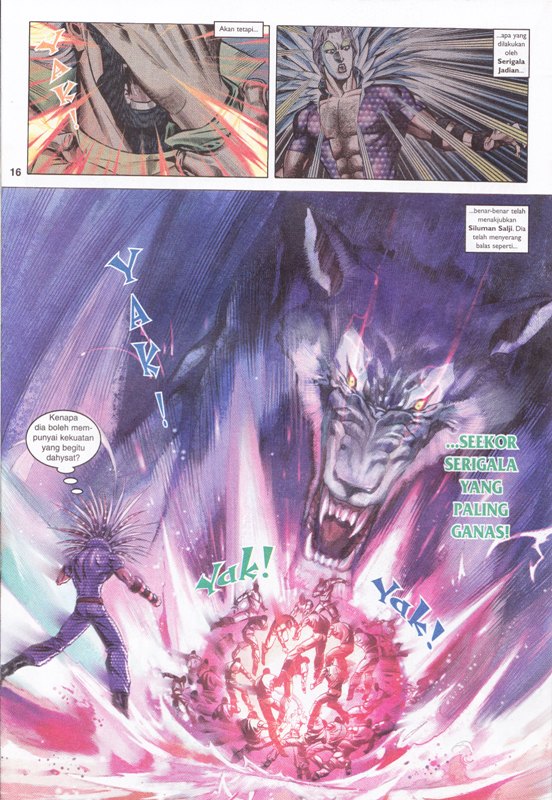 Akan tetapi...
YAK!
...apa yang
dilakukan
oleh
Serigala
Jadian...
16
...benar-benar telah
menakjubkan
Siluman Salji. Dia
telah menyerang
balas seperti...
YAK!
Kenapa
dia boleh mem-
punyai kekuatan
yang begitu
dahysat?
...SEEKOR
SERIGALA
YANG
PALING
GANAS!
Yak!
Yak!